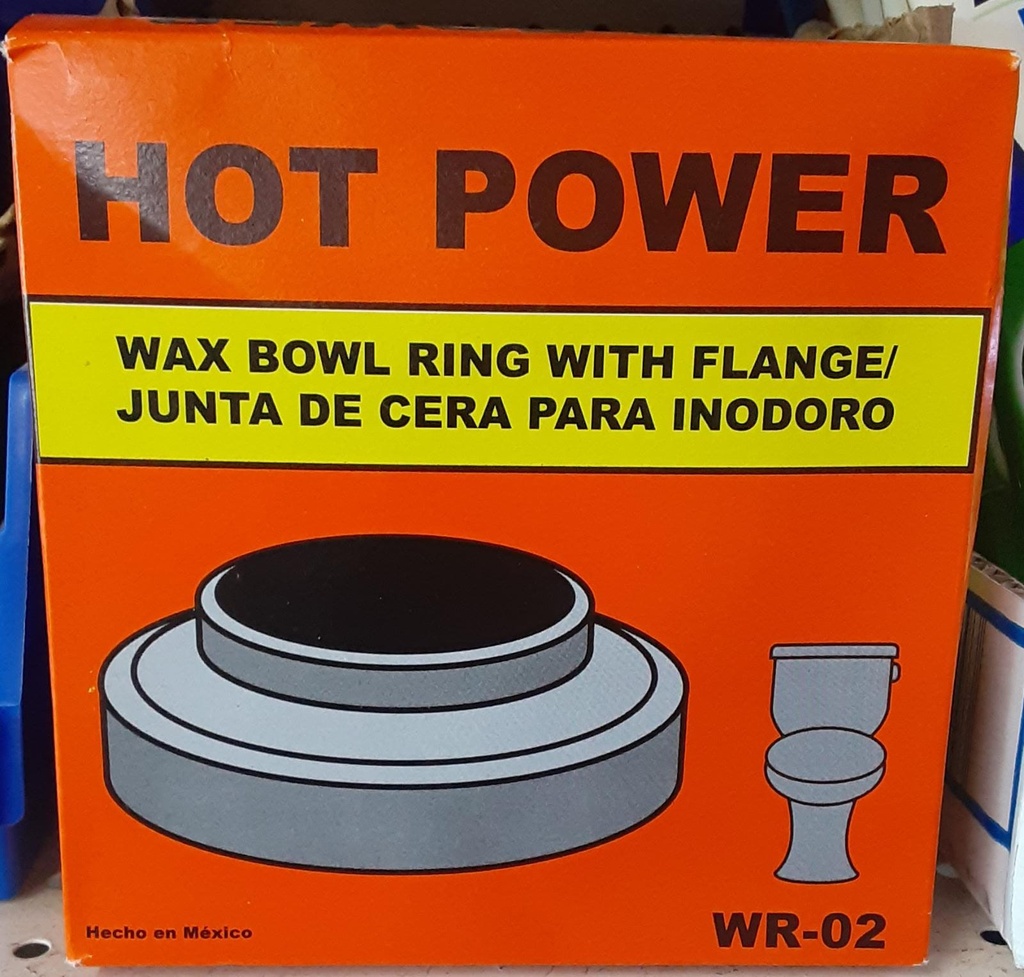 HOT POWER
WAX BOWL RING WITH FLANGE/
JUNTA DE CERA PARA INODORO
Hecho en México
WR-02